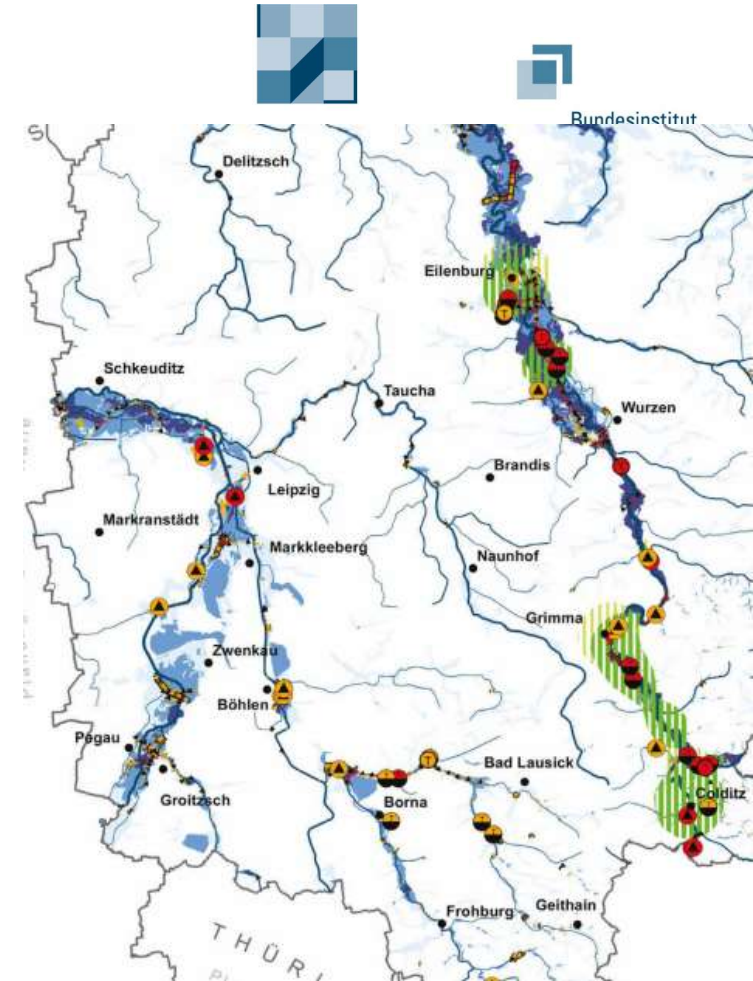 Bundesinstitut
Delitzsch
Eilenburg
Schkeuditz
Taucha
Wurzen
Leipzig
Brandis
Markranstädt
Markkleeberg
Naunhof
Grimma
Zwenkau
Böhlen
Pegau
Bad Lausick
Groitzsch
Borna
Colditz
Frohburg
Geithain
THÜRI